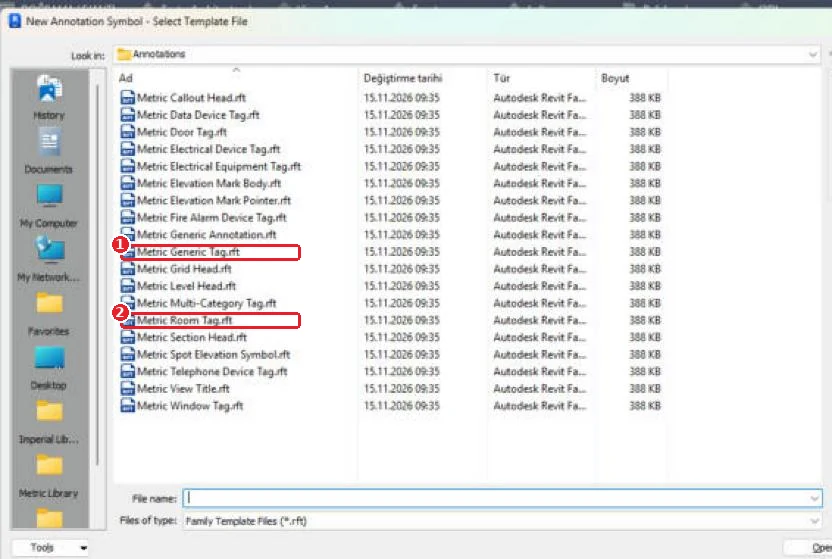 New Annotation Symbol - Select Template File
Look in: Annotations
Ad Değiştirme tarihi Tür Boyut
Metric Callout Head.rft 15.11.2026 09:35 Autodesk Revit Fa... 388 KB
Metric Data Device Tag.rft 15.11.2026 09:35 Autodesk Revit Fa... 388 KB
Metric Door Tag.rft 15.11.2026 09:35 Autodesk Revit Fa... 388 KB
Metric Electrical Device Tag.rft 15.11.2026 09:35 Autodesk Revit Fa... 388 KB
Metric Electrical Equipment Tag.rft 15.11.2026 09:35 Autodesk Revit Fa... 388 KB
Metric Elevation Mark Body.rft 15.11.2026 09:35 Autodesk Revit Fa... 388 KB
Metric Elevation Mark Pointer.rft 15.11.2026 09:35 Autodesk Revit Fa... 388 KB
Metric Fire Alarm Device Tag.rft 15.11.2026 09:35 Autodesk Revit Fa... 388 KB
Metric Generic Annotation.rft 15.11.2026 09:35 Autodesk Revit Fa... 388 KB
1 Metric Generic Tag.rft 15.11.2026 09:35 Autodesk Revit Fa... 388 KB
Metric Grid Head.rft 15.11.2026 09:35 Autodesk Revit Fa... 388 KB
Metric Level Head.rft 15.11.2026 09:35 Autodesk Revit Fa... 388 KB
Metric Multi-Category Tag.rft 15.11.2026 09:35 Autodesk Revit Fa... 388 KB
2 Metric Room Tag.rft 15.11.2026 09:35 Autodesk Revit Fa... 388 KB
Metric Section Head.rft 15.11.2026 09:35 Autodesk Revit Fa... 388 KB
Metric Spot Elevation Symbol.rft 15.11.2026 09:35 Autodesk Revit Fa... 388 KB
Metric Telephone Device Tag.rft 15.11.2026 09:35 Autodesk Revit Fa... 388 KB
Metric View Title.rft 15.11.2026 09:35 Autodesk Revit Fa... 388 KB
Metric Window Tag.rft 15.11.2026 09:35 Autodesk Revit Fa... 388 KB
History
Documents
My Computer
My Network...
Favorites
Desktop
Imperial Lib...
Metric Library
File name:
Files of type: Family Template Files (*.rft)
Tools